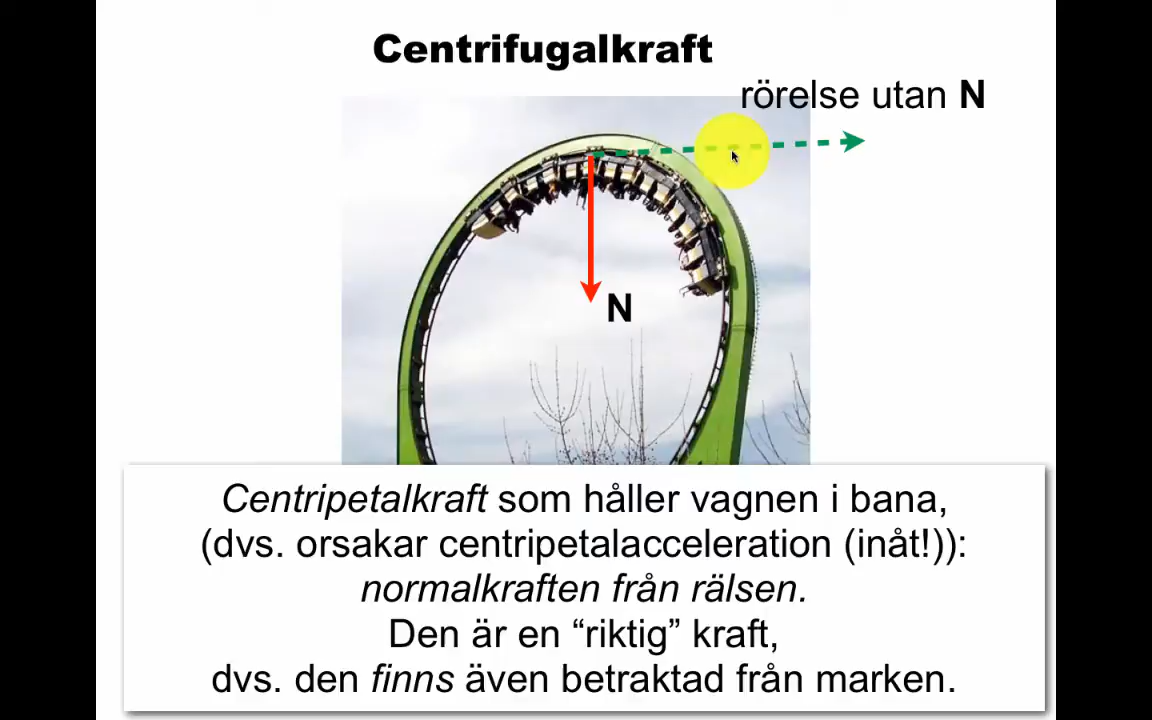 Centrifugalkraft
rörelse utan N
N
Centripetalkraft som håller vagnen i bana,
(dvs. orsakar centripetalacceleration (inåt!)):
normalkraften från rälsen.
Den är en “riktig” kraft,
dvs. den finns även betraktad från marken.